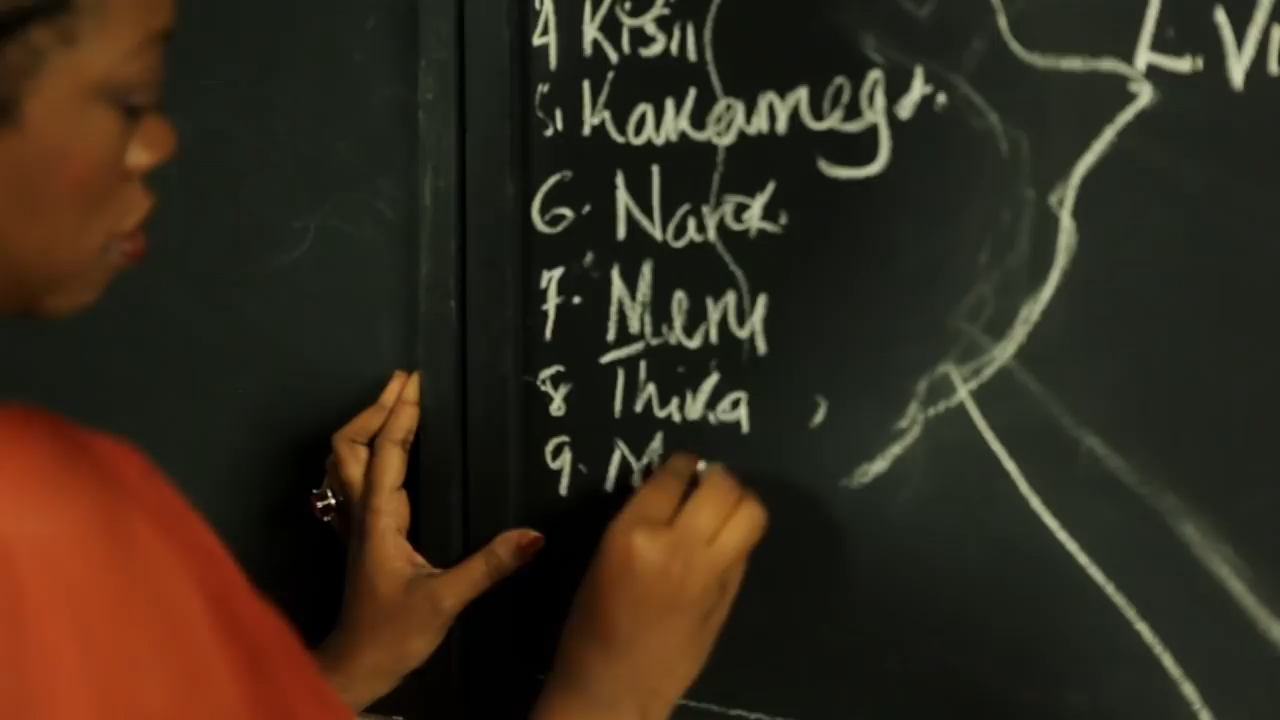 4 Kisii
5. Kakamega.
6. Narok.
7. Meru
8 Thika ,
9. M
L. Vi